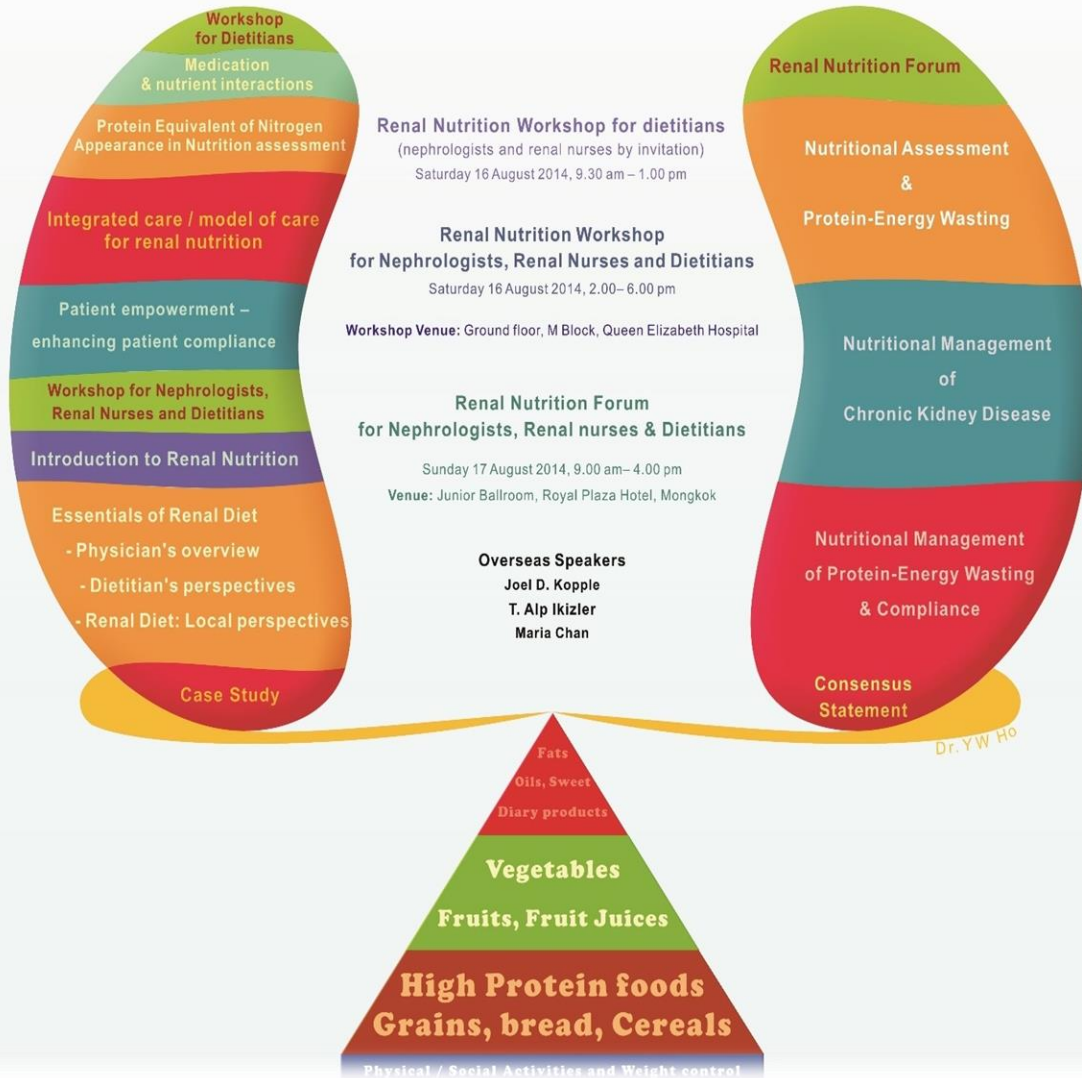 Workshop
for Dietitians
Medication
& nutrient interactions
Protein Equivalent of Nitrogen
Appearance in Nutrition assessment
Integrated care / model of care
for renal nutrition
Patient empowerment –
enhancing patient compliance
Workshop for Nephrologists,
Renal Nurses and Dietitians
Introduction to Renal Nutrition
Essentials of Renal Diet
- Physician's overview
- Dietitian's perspectives
- Renal Diet: Local perspectives
Case Study
Renal Nutrition Workshop for dietitians
(nephrologists and renal nurses by invitation)
Saturday 16 August 2014, 9.30 am – 1.00 pm
Renal Nutrition Workshop
for Nephrologists, Renal Nurses and Dietitians
Saturday 16 August 2014, 2.00– 6.00 pm
Workshop Venue: Ground floor, M Block, Queen Elizabeth Hospital
Renal Nutrition Forum
for Nephrologists, Renal nurses & Dietitians
Sunday 17 August 2014, 9.00 am– 4.00 pm
Venue: Junior Ballroom, Royal Plaza Hotel, Mongkok
Overseas Speakers
Joel D. Kopple
T. Alp Ikizler
Maria Chan
Renal Nutrition Forum
Nutritional Assessment
&
Protein-Energy Wasting
Nutritional Management
of
Chronic Kidney Disease
Nutritional Management
of Protein-Energy Wasting
& Compliance
Consensus
Statement
Dr. YW Ho
Fats
Oils, Sweet
Diary products
Vegetables
Fruits, Fruit Juices
High Protein foods
Grains, bread, Cereals
Physical / Social Activities and Weight control